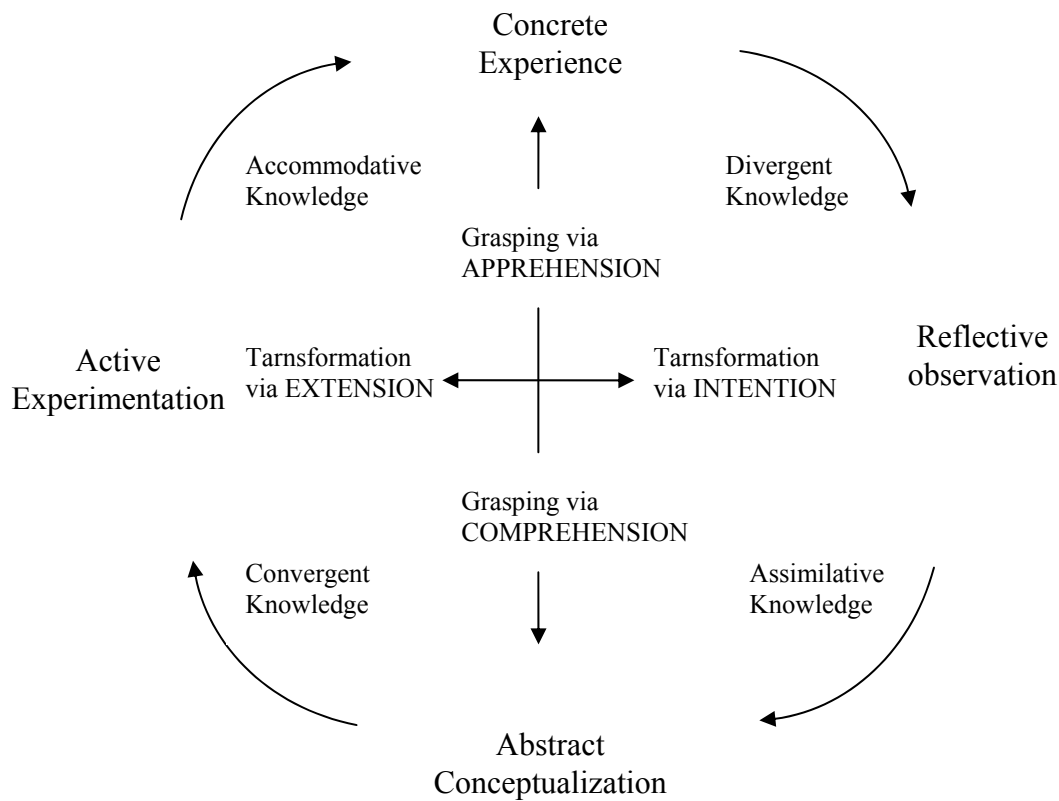 Concrete
Experience
Accommodative
Knowledge
Divergent
Knowledge
Grasping via
APPREHENSION
Active
Experimentation
Tarnsformation
via EXTENSION
Tarnsformation
via INTENTION
Reflective
observation
Grasping via
COMPREHENSION
Convergent
Knowledge
Assimilative
Knowledge
Abstract
Conceptualization